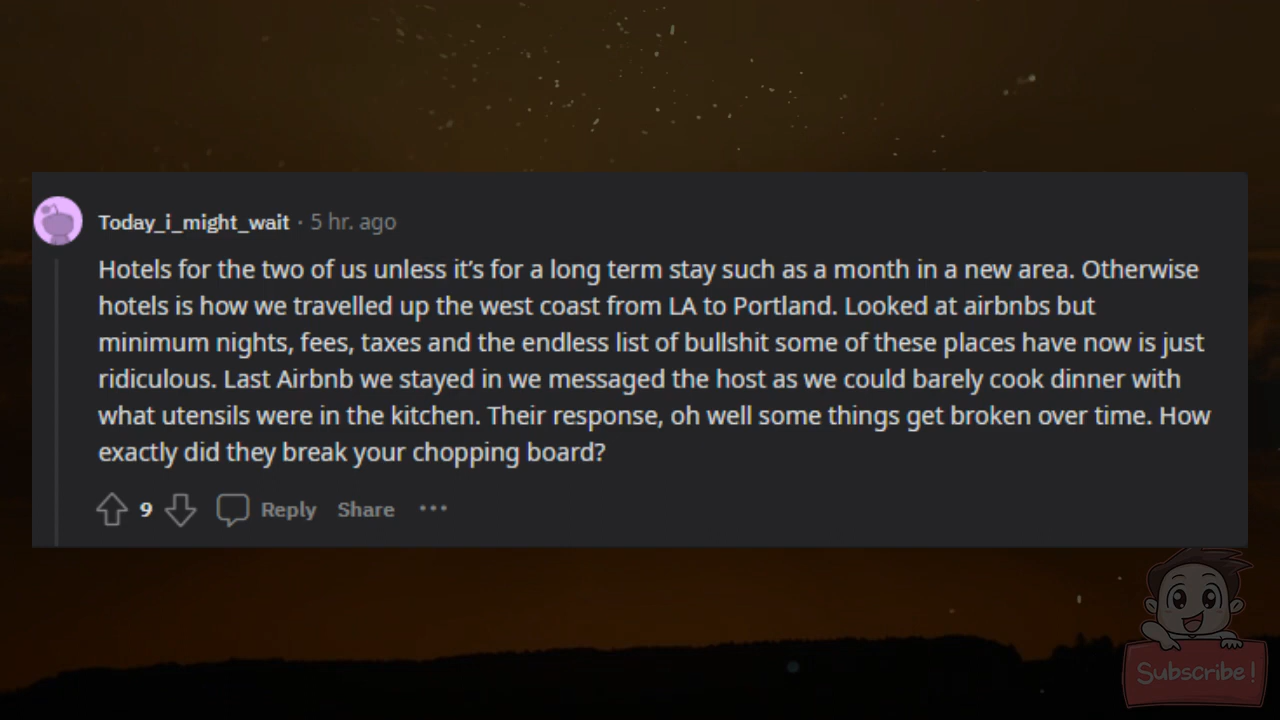 Today_i_might_wait · 5 hr. ago
Hotels for the two of us unless it’s for a long term stay such as a month in a new area. Otherwise
hotels is how we travelled up the west coast from LA to Portland. Looked at airbnbs but
minimum nights, fees, taxes and the endless list of bullshit some of these places have now is just
ridiculous. Last Airbnb we stayed in we messaged the host as we could barely cook dinner with
what utensils were in the kitchen. Their response, oh well some things get broken over time. How
exactly did they break your chopping board?
9 Reply Share ···
Subscribe!